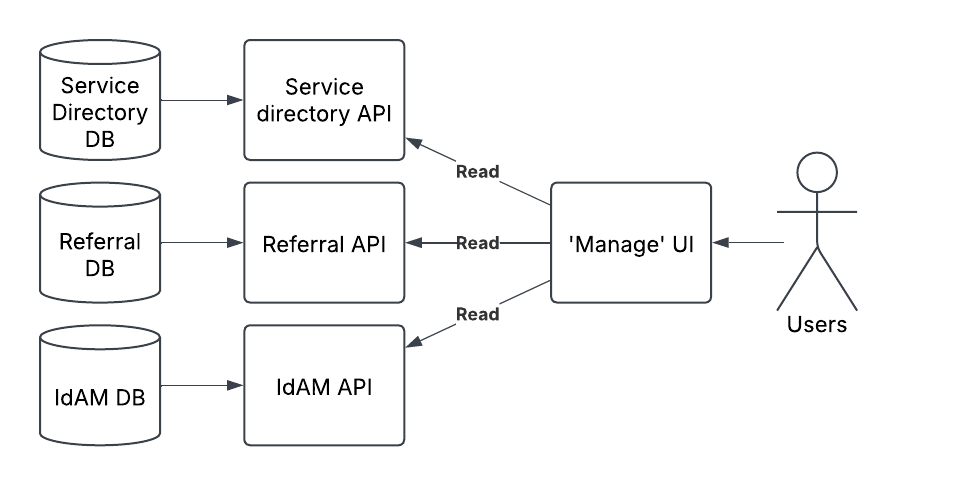 Service
Directory
DB
Service
directory API
Read
Referral
DB
Referral API
Read
'Manage' UI
Users
Read
IdAM DB
IdAM API